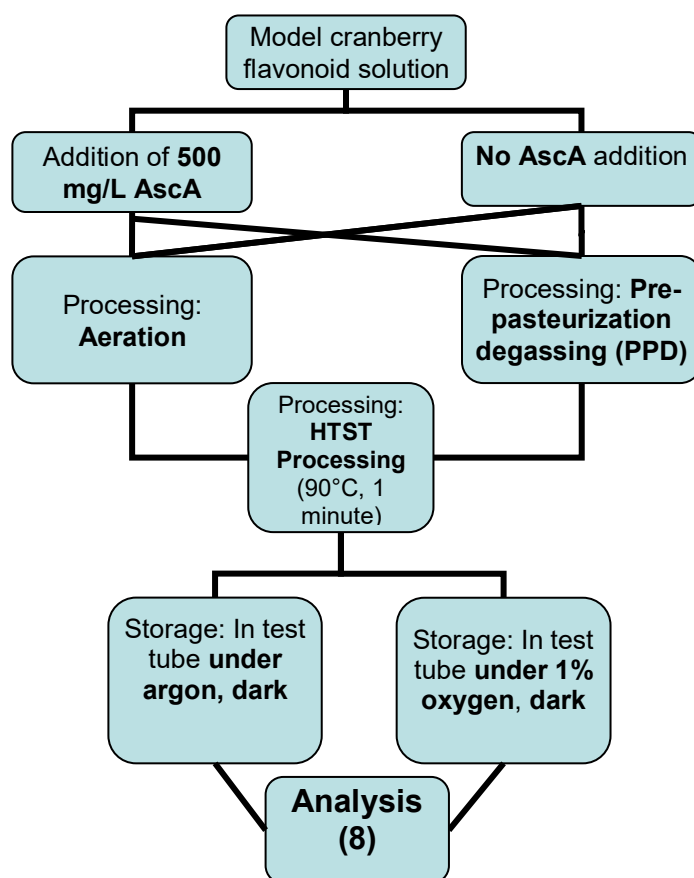 Model cranberry
flavonoid solution
Addition of 500
mg/L AscA
No AscA addition
Processing:
Aeration
Processing: Pre-
pasteurization
degassing (PPD)
Processing:
HTST
Processing
(90°C, 1
minute)
Storage: In test
tube under
argon, dark
Storage: In test
tube under 1%
oxygen, dark
Analysis
(8)